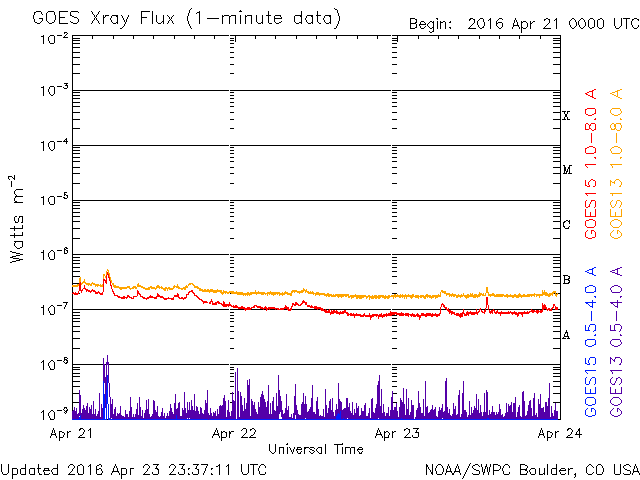 GOES Xray Flux (1-minute data)
Begin: 2016 Apr 21 0000 UTC
10-2
10-3
10-4
10-5
10-6
10-7
10-8
10-9
Watts m-2
X
M
C
B
A
GOES15 1.0-8.0 A
GOES13 1.0-8.0 A
GOES15 0.5-4.0 A
GOES13 0.5-4.0 A
Apr 21 Apr 22 Apr 23 Apr 24
Universal Time
Updated 2016 Apr 23 23:37:11 UTC
NOAA/SWPC Boulder, CO USA